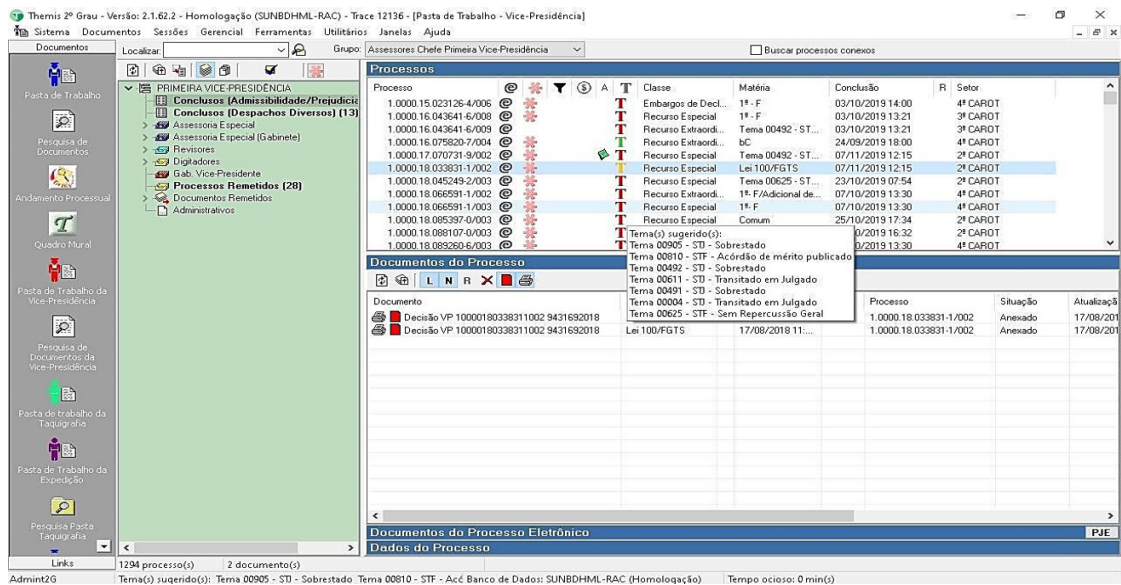 Themis 2º Grau - Versão: 2.1.62.2 - Homologação (SUNBDHML-RAC) - Trace 12136 - [Pasta de Trabalho - Vice-Presidência]
Sistema Documentos Sessões Gerencial Ferramentas Utilitários Janelas Ajuda
Documentos
Localizar:
Grupo: Assessores Chefe Primeira Vice-Presidência
Buscar processos conexos
Pasta de Trabalho
Pesquisa de Documentos
Andamento Processual
Quadro Mural
Pasta de Trabalho da Vice-Presidência
Pesquisa de Documentos da Vice-Presidência
Pasta de trabalho da Taquigrafia
Pasta de Trabalho da Expedição
Pesquisa Pasta Taquigrafia
Links
PRIMEIRA VICE-PRESIDÊNCIA
Conclusos (Admissibilidade/Prejudicia
Conclusos (Despachos Diversos) (13)
Assessoria Especial
Assessoria Especial (Gabinete)
Revisores
Digitadores
Gab. Vice-Presidente
Processos Remetidos (28)
Documentos Remetidos
Administrativos
Processos
Processo @ $ A T Classe Matéria Conclusão R Setor
1.0000.15.023126-4/006 @ T Embargos de Decl... 1ª - F 03/10/2019 14:00 4ª CAROT
1.0000.16.043641-6/008 @ T Recurso Especial 1ª - F 03/10/2019 13:21 3ª CAROT
1.0000.16.043641-6/009 @ T Recurso Extraordi... Tema 00492 - ST... 03/10/2019 13:21 3ª CAROT
1.0000.16.075820-7/004 @ T Recurso Extraordi... bC 24/09/2019 18:00 4ª CAROT
1.0000.17.070731-9/002 @ T Recurso Especial Tema 00492 - ST... 07/11/2019 12:15 2ª CAROT
1.0000.18.033831-1/002 @ T Recurso Especial Lei 100/FGTS 07/11/2019 12:15 2ª CAROT
1.0000.18.045249-2/003 @ T Recurso Especial Tema 00625 - ST... 23/10/2019 07:54 2ª CAROT
1.0000.18.066591-1/002 @ T Recurso Extraordi... 1ª- F/Adicional de... 07/10/2019 13:30 4ª CAROT
1.0000.18.066591-1/003 @ T Recurso Especial 1ª- F 07/10/2019 13:30 4ª CAROT
1.0000.18.085397-0/003 @ T Recurso Especial Comum 25/10/2019 17:34 2ª CAROT
1.0000.18.088107-0/003 @ 0/2019 16:32 2ª CAROT
1.0000.18.089260-6/003 @ 0/2019 13:30 4ª CAROT
Tema(s) sugerido(s):
Tema 00905 - STJ - Sobrestado
Tema 00810 - STF - Acórdão de mérito publicado
Tema 00492 - STJ - Sobrestado
Tema 00611 - STJ - Transitado em Julgado
Tema 00491 - STJ - Sobrestado
Tema 00004 - STJ - Transitado em Julgado
Tema 00625 - STF - Sem Repercussão Geral
Documentos do Processo
L N R
Documento Processo Situação Atualizaçã
Decisão VP 10000180338311002 9431692018 1.0000.18.033831-1/002 Anexado 17/08/201
Decisão VP 10000180338311002 9431692018 Lei 100/FGTS 17/08/2018 11:... 1.0000.18.033831-1/002 Anexado 17/08/201
Documentos do Processo Eletrônico PJE
Dados do Processo
1294 processo(s) 2 documento(s)
Admint2G Tema(s) sugerido(s): Tema 00905 - STJ - Sobrestado Tema 00810 - STF - Acó Banco de Dados: SUNBDHML-RAC (Homologação) Tempo ocioso: 0 min(s)